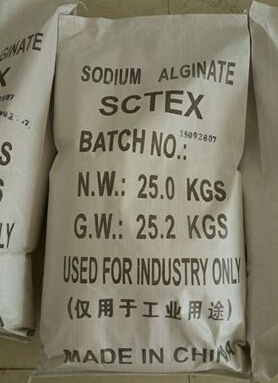 SODIUM ALGINATE
SCTEX
BATCH NO.: 15092807
N.W.: 25.0 KGS
G.W.: 25.2 KGS
USED FOR INDUSTRY ONLY
(仅用于工业用途)
MADE IN CHINA